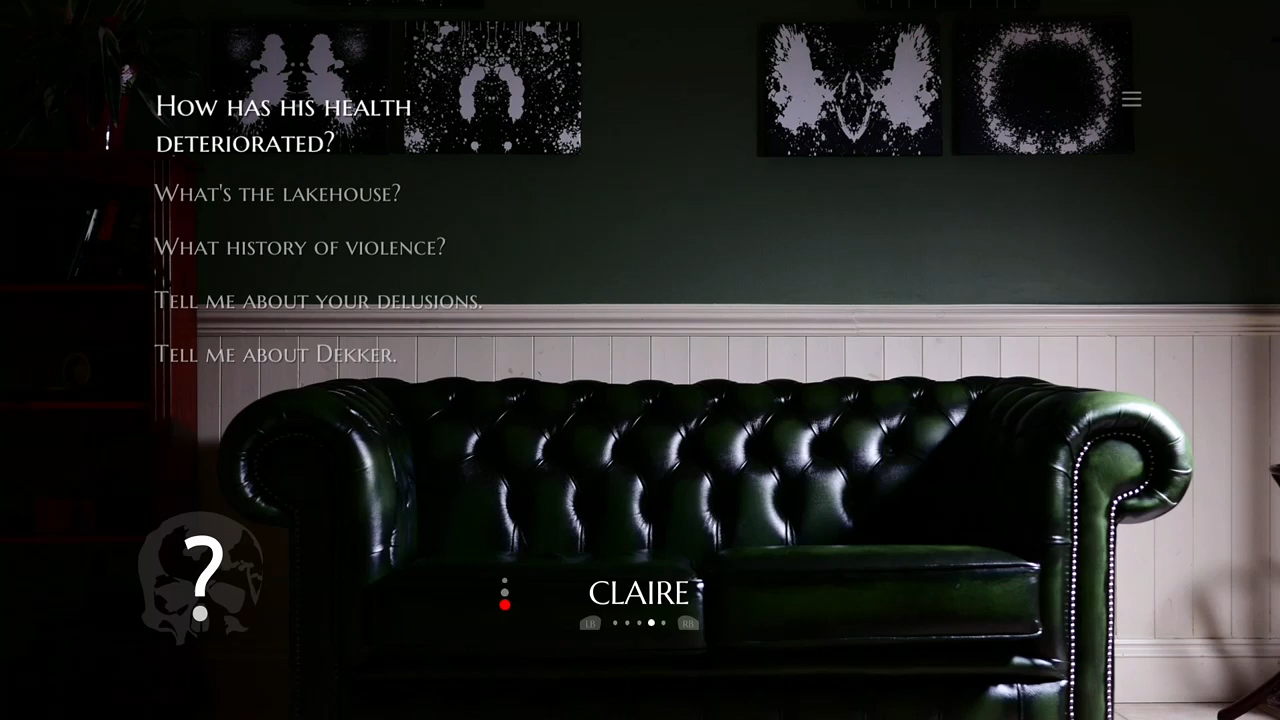 How has his health
deteriorated?
What's the lakehouse?
What history of violence?
Tell me about your delusions.
Tell me about Dekker.
?
CLAIRE
LB
RB